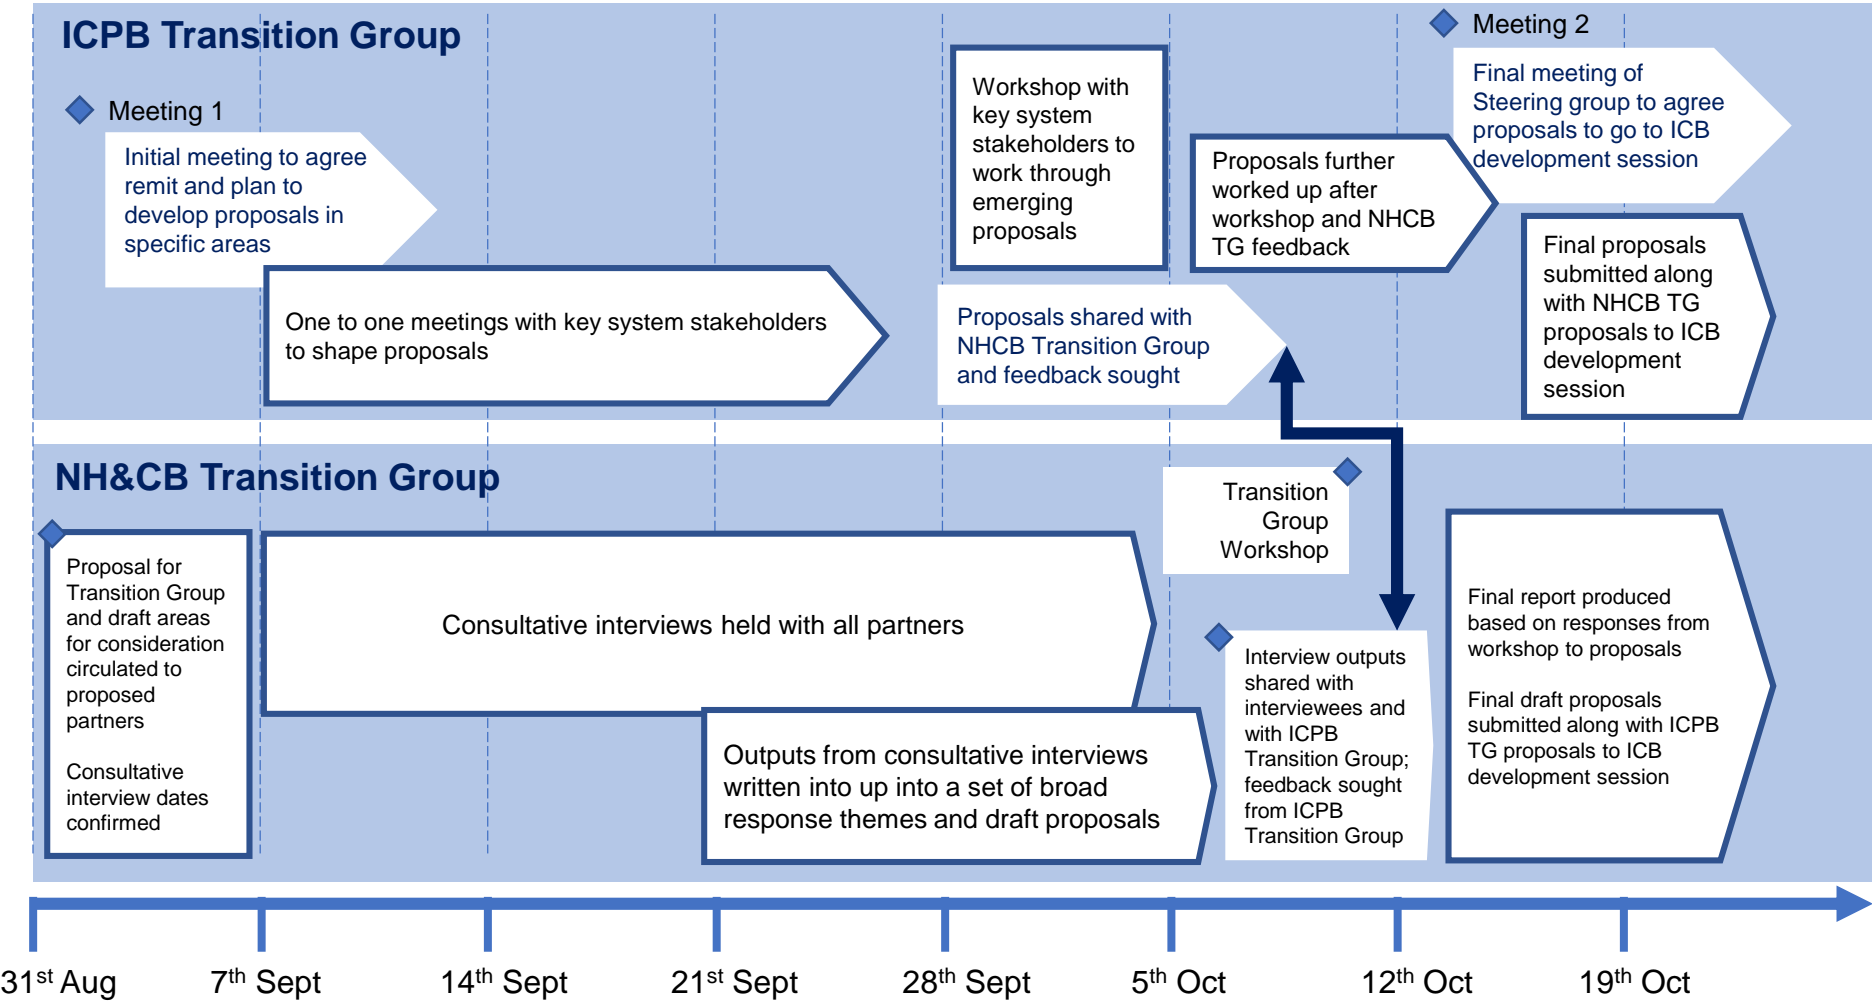 ICPB Transition Group
Meeting 1
Initial meeting to agree
remit and plan to
develop proposals in
specific areas
One to one meetings with key system stakeholders
to shape proposals
Workshop with
key system
stakeholders to
work through
emerging
proposals
Proposals shared with
NHCB Transition Group
and feedback sought
Proposals further
worked up after
workshop and NHCB
TG feedback
Meeting 2
Final meeting of
Steering group to agree
proposals to go to ICB
development session
Final proposals
submitted along
with NHCB TG
proposals to ICB
development
session
NH&CB Transition Group
Proposal for
Transition Group
and draft areas
for consideration
circulated to
proposed
partners
Consultative
interview dates
confirmed
Consultative interviews held with all partners
Outputs from consultative interviews
written into up into a set of broad
response themes and draft proposals
Transition
Group
Workshop
Interview outputs
shared with
interviewees and
with ICPB
Transition Group;
feedback sought
from ICPB
Transition Group
Final report produced
based on responses from
workshop to proposals
Final draft proposals
submitted along with ICPB
TG proposals to ICB
development session
31st Aug
7th Sept
14th Sept
21st Sept
28th Sept
5th Oct
12th Oct
19th Oct